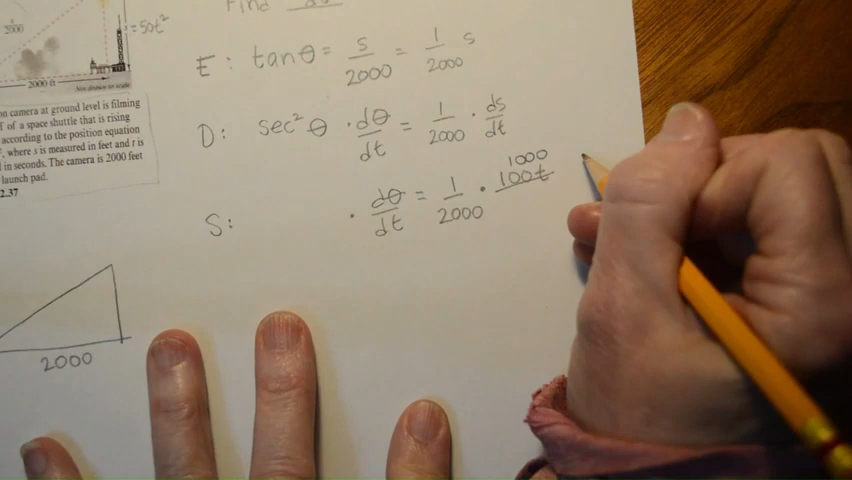 Find dθ
s
2000
= 50t²
2000 ft
Not drawn to scale
on camera at ground level is filming
f of a space shuttle that is rising
according to the position equation
, where s is measured in feet and t is
in seconds. The camera is 2000 feet
launch pad.
2.37
E: tanθ = s/2000 = 1/2000 s
D: sec² θ · dθ/dt = 1/2000 · ds/dt
1000
S: · dθ/dt = 1/2000 · 100t
2000